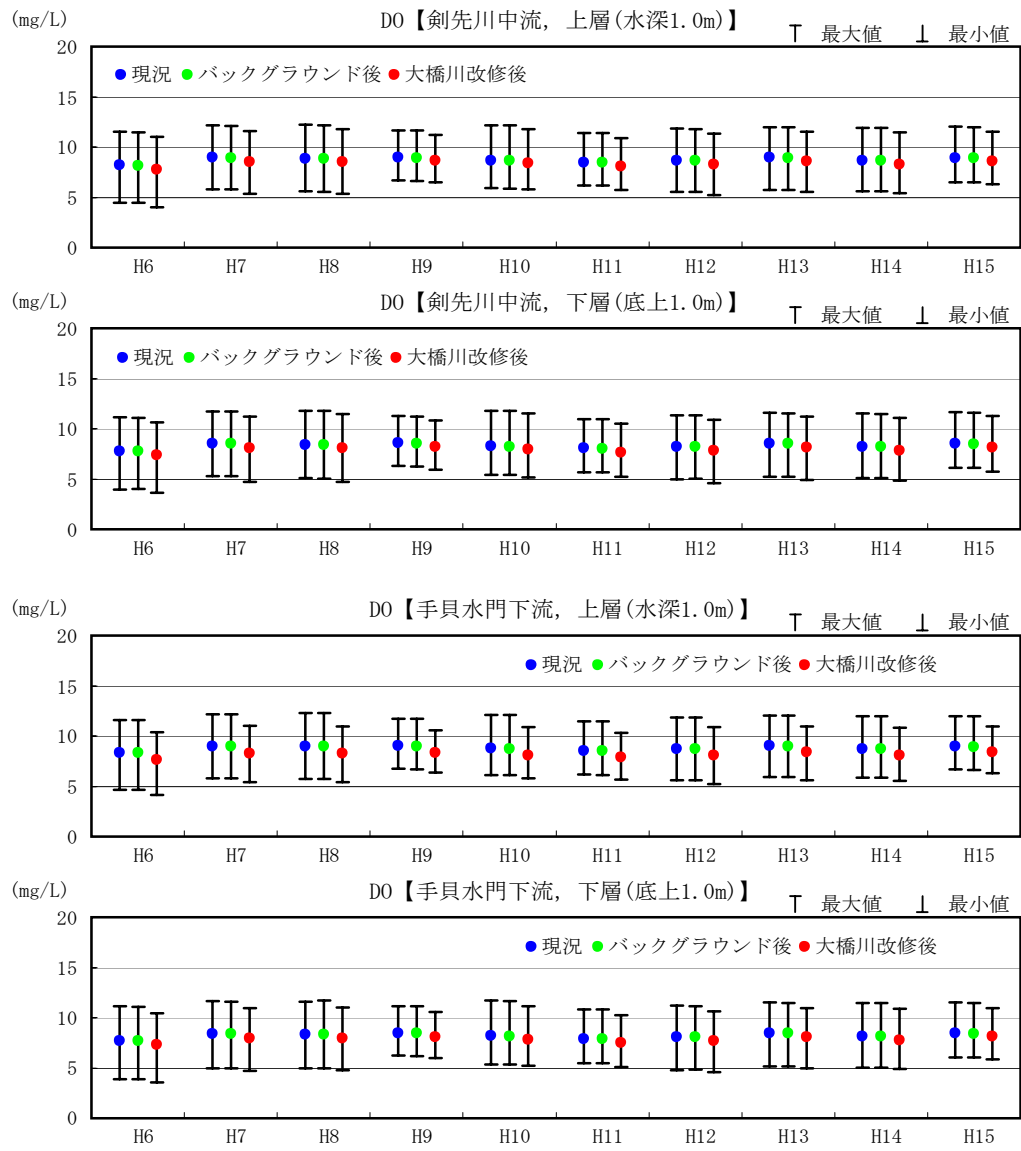 (mg/L) DO【剣先川中流, 上層(水深1.0m)】 最大値 最小値
20
● 現況 ● バックグラウンド後 ● 大橋川改修後
15
10
5
0
H6 H7 H8 H9 H10 H11 H12 H13 H14 H15
(mg/L) DO【剣先川中流, 下層(底上1.0m)】 最大値 最小値
20
● 現況 ● バックグラウンド後 ● 大橋川改修後
15
10
5
0
H6 H7 H8 H9 H10 H11 H12 H13 H14 H15
(mg/L) DO【手貝水門下流, 上層(水深1.0m)】 最大値 最小値
20
● 現況 ● バックグラウンド後 ● 大橋川改修後
15
10
5
0
H6 H7 H8 H9 H10 H11 H12 H13 H14 H15
(mg/L) DO【手貝水門下流, 下層(底上1.0m)】 最大値 最小値
20
● 現況 ● バックグラウンド後 ● 大橋川改修後
15
10
5
0
H6 H7 H8 H9 H10 H11 H12 H13 H14 H15